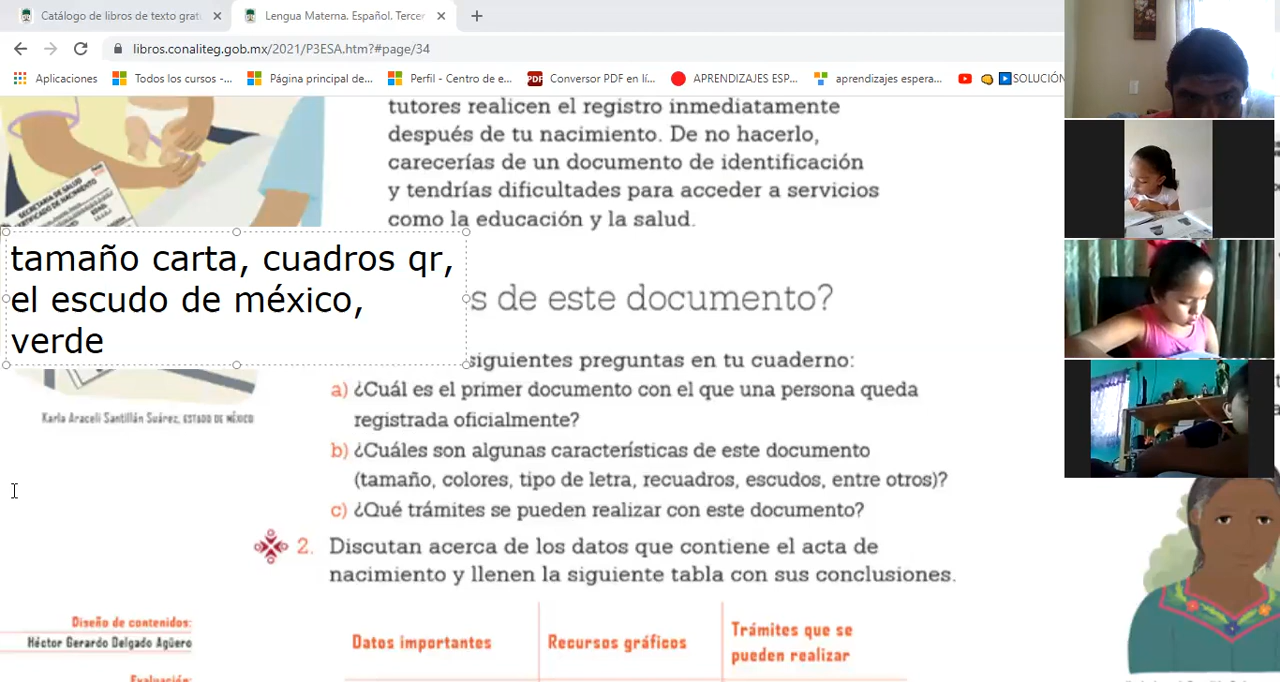 Catálogo de libros de texto grat
Lengua Materna. Español. Tercer
libros.conaliteg.gob.mx/2021/P3ESA.htm?#page/34
Aplicaciones
Todos los cursos -...
Página principal de...
Perfil - Centro de e...
PDF
Conversor PDF en lí...
APRENDIZAJES ESP...
aprendizajes espera...
SOLUCIÓN
tutores realicen el registro inmediatamente
después de tu nacimiento. De no hacerlo,
carecerías de un documento de identificación
y tendrías dificultades para acceder a servicios
como la educación y la salud.
SECRETARIA DE SALUD
CERTIFICADO DE NACIMIENTO
tamaño carta, cuadros qr,
el escudo de méxico,
verde
s de este documento?
siguientes preguntas en tu cuaderno:
a) ¿Cuál es el primer documento con el que una persona queda
registrada oficialmente?
b) ¿Cuáles son algunas características de este documento
(tamaño, colores, tipo de letra, recuadros, escudos, entre otros)?
c) ¿Qué trámites se pueden realizar con este documento?
Karla Araceli Santillán Suárez, ESTADO DE MÉXICO
2. Discutan acerca de los datos que contiene el acta de
nacimiento y llenen la siguiente tabla con sus conclusiones.
Datos importantes
Recursos gráficos
Trámites que se
pueden realizar
Diseño de contenidos:
Héctor Gerardo Delgado Agüero
Evaluación: